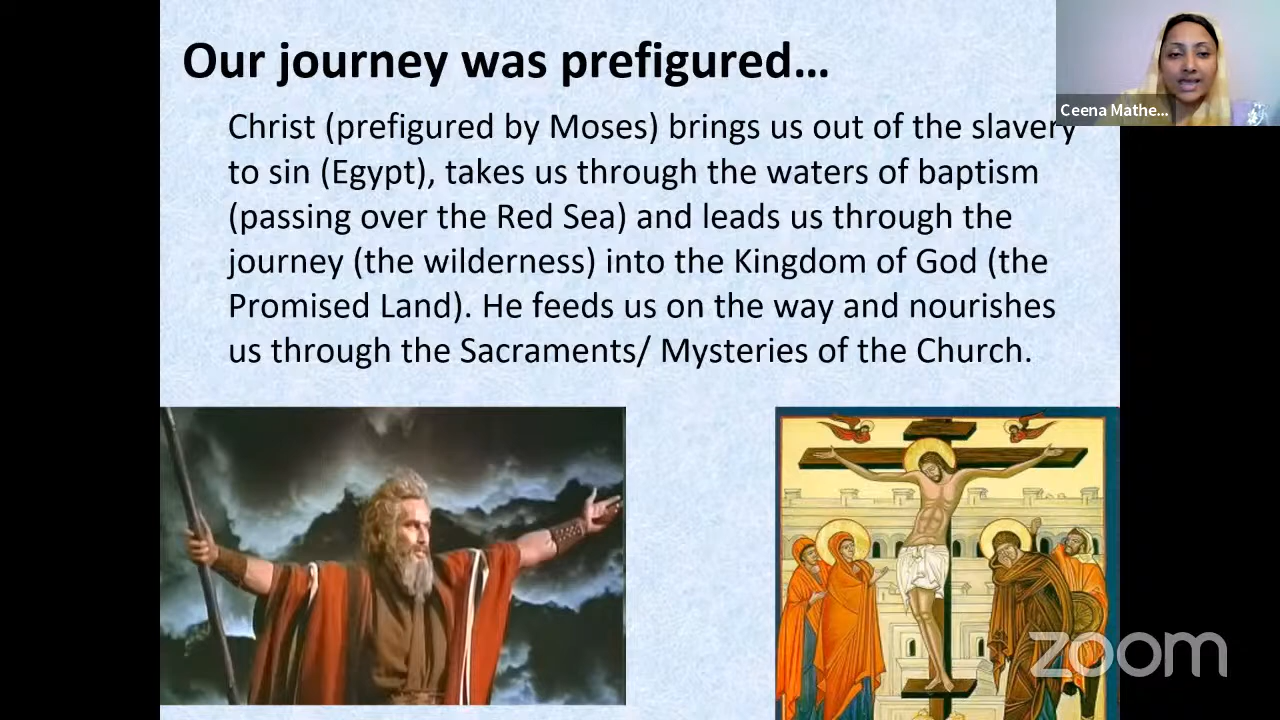 Our journey was prefigured…
Christ (prefigured by Moses) brings us out of the slavery
to sin (Egypt), takes us through the waters of baptism
(passing over the Red Sea) and leads us through the
journey (the wilderness) into the Kingdom of God (the
Promised Land). He feeds us on the way and nourishes
us through the Sacraments/ Mysteries of the Church.
Ceena Mathe...
zoom